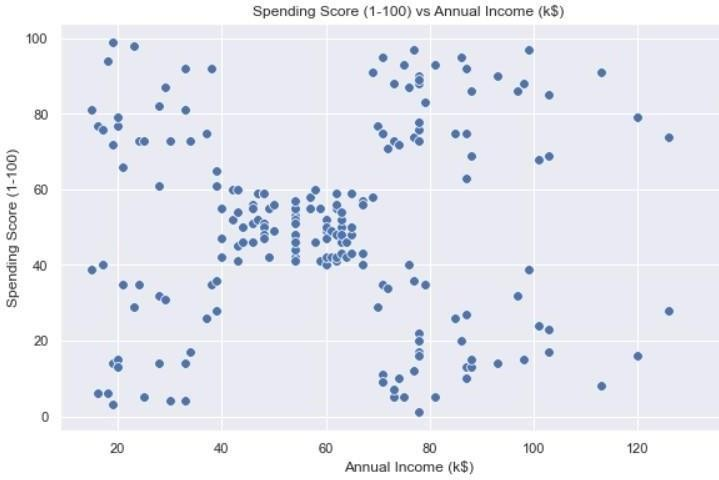 Spending Score (1-100) vs Annual Income (k$)
100
80
60
40
20
0
Spending Score (1-100)
20 40 60 80 100 120
Annual Income (k$)